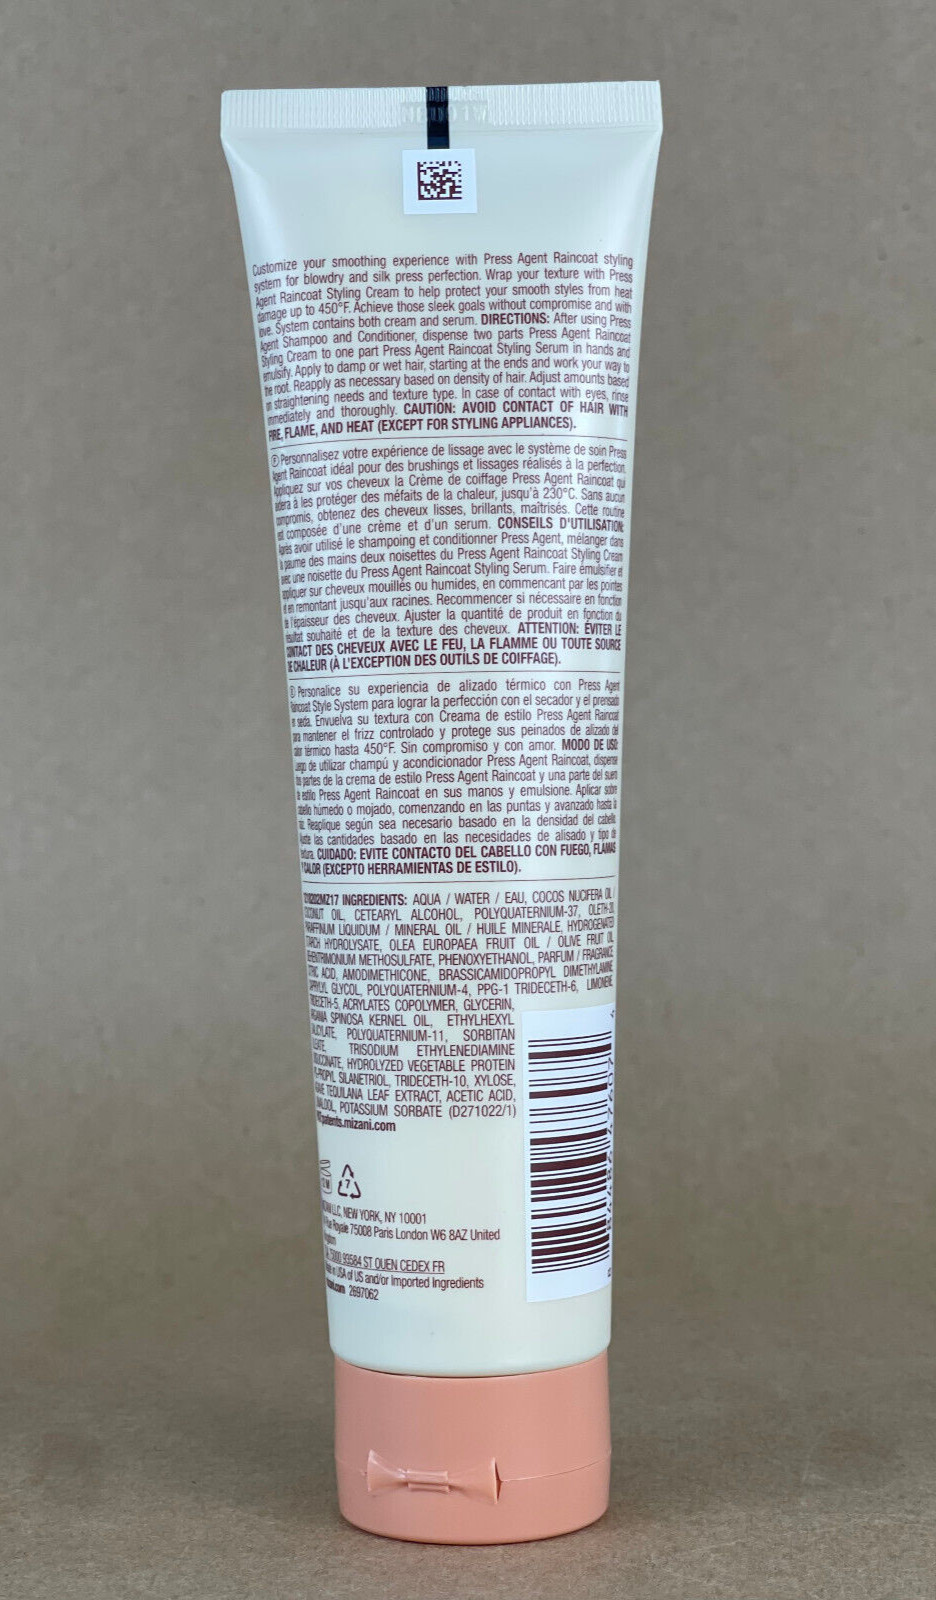 Customize your smoothing experience with Press Agent Raincoat styling
system for blowdry and silk press perfection. Wrap your texture with Press
Agent Raincoat Styling Cream to help protect your smooth styles from heat
damage up to 450°F. Achieve those sleek goals without compromise and with
love. System contains both cream and serum. DIRECTIONS: After using Press
Agent Shampoo and Conditioner, dispense two parts Press Agent Raincoat
Styling Cream to one part Press Agent Raincoat Styling Serum in hands and
emulsify. Apply to damp or wet hair, starting at the ends and work your way to
the root. Reapply as necessary based on density of hair. Adjust amounts based
on straightening needs and texture type. In case of contact with eyes, rinse
immediately and thoroughly. CAUTION: AVOID CONTACT OF HAIR WITH
FIRE, FLAME, AND HEAT (EXCEPT FOR STYLING APPLIANCES).
Ⓕ Personnalisez votre expérience de lissage avec le système de soin Press
Agent Raincoat idéal pour des brushings et lissages réalisés à la perfection.
Appliquez sur vos cheveux la Crème de coiffage Press Agent Raincoat qui
aidera à les protéger des méfaits de la chaleur, jusqu'à 230°C. Sans aucun
compromis, obtenez des cheveux lisses, brillants, maîtrisés. Cette routine
est composée d'une crème et d'un serum. CONSEILS D'UTILISATION:
Après avoir utilisé le shampoing et conditionner Press Agent, mélanger dans
la paume des mains deux noisettes du Press Agent Raincoat Styling Cream
avec une noisette du Press Agent Raincoat Styling Serum. Faire émulsifier et
appliquer sur cheveux mouillés ou humides, en commencant par les pointes
et en remontant jusqu'aux racines. Recommencer si nécessaire en fonction
de l'épaisseur des cheveux. Ajuster la quantité de produit en fonction du
résultat souhaité et de la texture des cheveux. ATTENTION: ÉVITER LE
CONTACT DES CHEVEUX AVEC LE FEU, LA FLAMME OU TOUTE SOURCE
DE CHALEUR (À L'EXCEPTION DES OUTILS DE COIFFAGE).
Ⓔ Personalice su experiencia de alizado térmico con Press Agent
Raincoat Style System para lograr la perfección con el secador y el prensado
en seda. Envuelva su textura con Creama de estilo Press Agent Raincoat
para mantener el frizz controlado y protege sus peinados de alizado del
calor térmico hasta 450°F. Sin compromiso y con amor. MODO DE USO:
Luego de utilizar champú y acondicionador Press Agent Raincoat, dispense
dos partes de la crema de estilo Press Agent Raincoat y una parte del suero
de estilo Press Agent Raincoat en sus manos y emulsione. Aplicar sobre
cabello húmedo o mojado, comenzando en las puntas y avanzado hasta la
raíz. Reaplique según sea necesario basado en la densidad del cabello.
Ajuste las cantidades basado en las necesidades de alisado y tipo de
textura. CUIDADO: EVITE CONTACTO DEL CABELLO CON FUEGO, FLAMAS
Y CALOR (EXCEPTO HERRAMIENTAS DE ESTILO).
INGREDIENTS: AQUA / WATER / EAU, COCOS NUCIFERA OIL /
COCONUT OIL, CETEARYL ALCOHOL, POLYQUATERNIUM-37, OLETH-20,
PARAFFINUM LIQUIDUM / MINERAL OIL / HUILE MINERALE, HYDROGENATED
STARCH HYDROLYSATE, OLEA EUROPAEA FRUIT OIL / OLIVE FRUIT OIL,
BEHENTRIMONIUM METHOSULFATE, PHENOXYETHANOL, PARFUM / FRAGRANCE,
CITRIC ACID, AMODIMETHICONE, BRASSICAMIDOPROPYL DIMETHYLAMINE,
CAPRYLYL GLYCOL, POLYQUATERNIUM-4, PPG-1 TRIDECETH-6, LIMONENE,
TRIDECETH-5, ACRYLATES COPOLYMER, GLYCERIN,
ARGANIA SPINOSA KERNEL OIL, ETHYLHEXYL
SALICYLATE, POLYQUATERNIUM-11, SORBITAN
OLEATE, TRISODIUM ETHYLENEDIAMINE
DISUCCINATE, HYDROLYZED VEGETABLE PROTEIN
PG-PROPYL SILANETRIOL, TRIDECETH-10, XYLOSE,
AGAVE TEQUILANA LEAF EXTRACT, ACETIC ACID,
LINALOOL, POTASSIUM SORBATE (D271022/1)
patents.mizani.com
7
MIZANI LLC, NEW YORK, NY 10001
Rue Royale 75008 Paris London W6 8AZ United
Kingdom
93584 ST OUEN CEDEX FR
Made in USA of US and/or Imported Ingredients
mizani.com 2697062